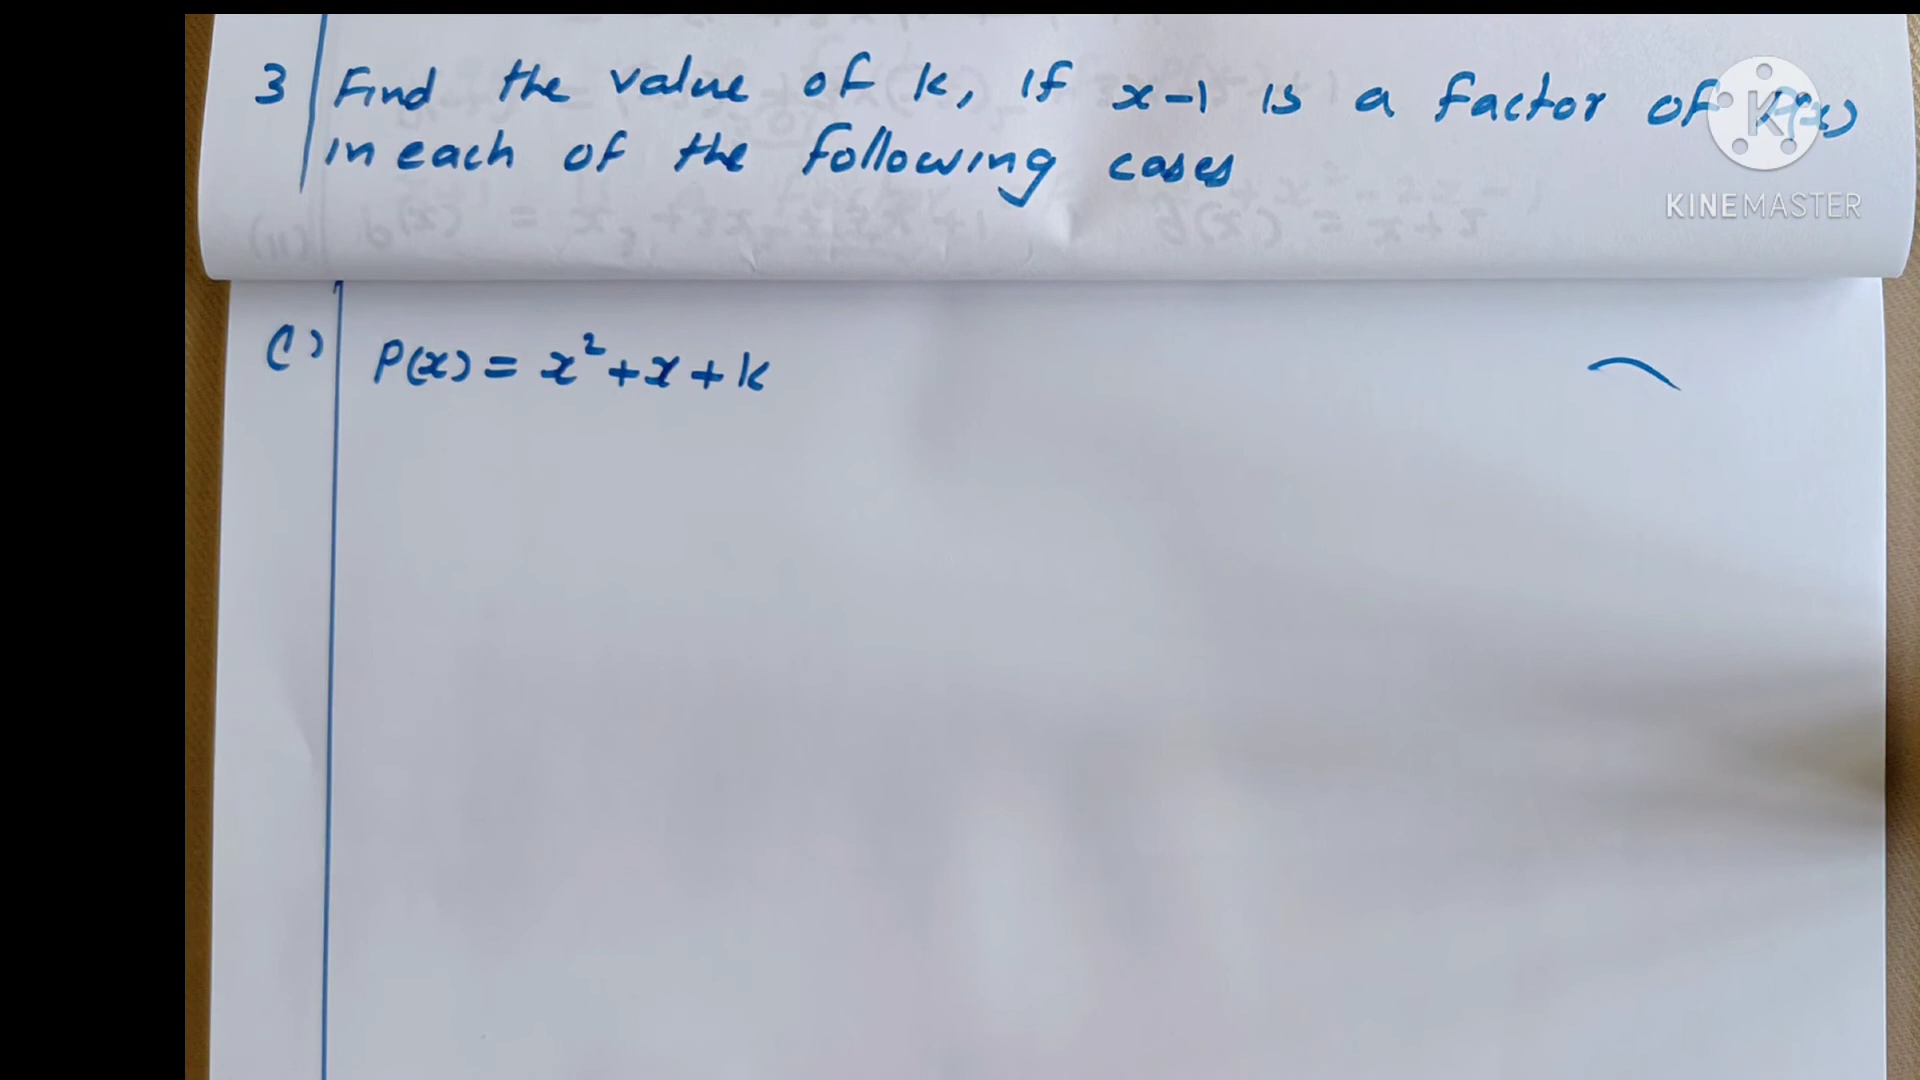 3 Find the value of k, if x-1 is a factor of P(x)
in each of the following cases
KINEMASTER
(i) P(x) = x² + x + k